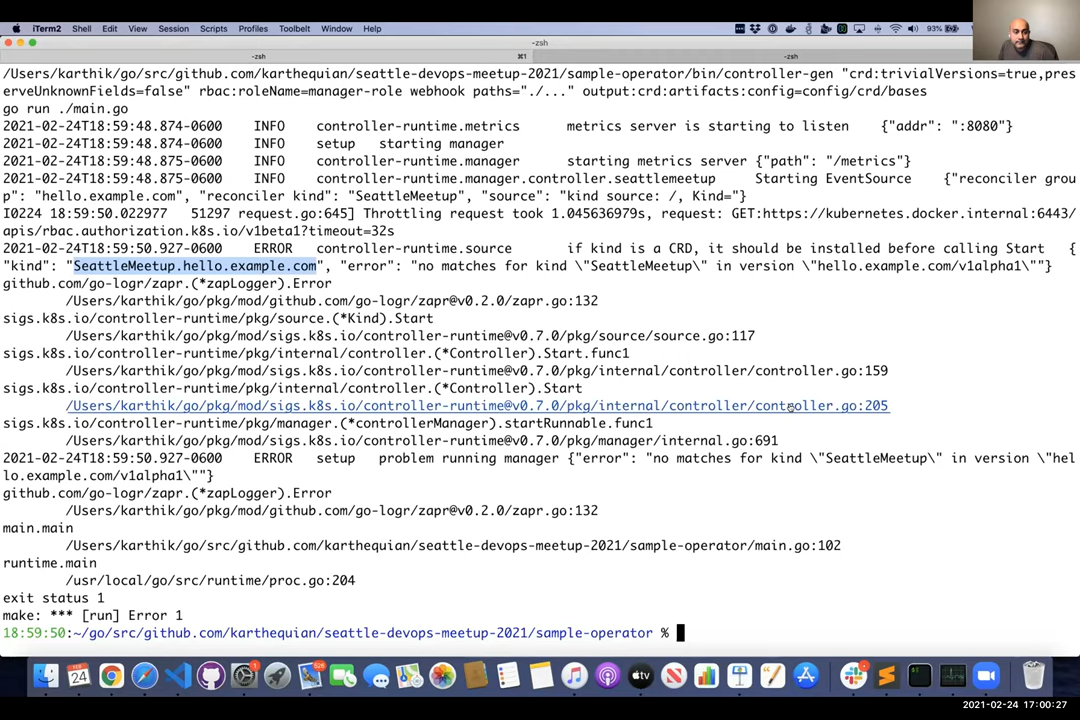 iTerm2 Shell Edit View Session Scripts Profiles Toolbelt Window Help 93%
-zsh
-zsh ⌘1 -zsh
/Users/karthik/go/src/github.com/karthequian/seattle-devops-meetup-2021/sample-operator/bin/controller-gen "crd:trivialVersions=true,pres
erveUnknownFields=false" rbac:roleName=manager-role webhook paths="./..." output:crd:artifacts:config=config/crd/bases
go run ./main.go
2021-02-24T18:59:48.874-0600 INFO controller-runtime.metrics metrics server is starting to listen {"addr": ":8080"}
2021-02-24T18:59:48.874-0600 INFO setup starting manager
2021-02-24T18:59:48.875-0600 INFO controller-runtime.manager starting metrics server {"path": "/metrics"}
2021-02-24T18:59:48.875-0600 INFO controller-runtime.manager.controller.seattlemeetup Starting EventSource {"reconciler grou
p": "hello.example.com", "reconciler kind": "SeattleMeetup", "source": "kind source: /, Kind="}
I0224 18:59:50.022977 51297 request.go:645] Throttling request took 1.045636979s, request: GET:https://kubernetes.docker.internal:6443/
apis/rbac.authorization.k8s.io/v1beta1?timeout=32s
2021-02-24T18:59:50.927-0600 ERROR controller-runtime.source if kind is a CRD, it should be installed before calling Start {
"kind": "SeattleMeetup.hello.example.com", "error": "no matches for kind \"SeattleMeetup\" in version \"hello.example.com/v1alpha1\""}
github.com/go-logr/zapr.(*zapLogger).Error
/Users/karthik/go/pkg/mod/github.com/go-logr/zapr@v0.2.0/zapr.go:132
sigs.k8s.io/controller-runtime/pkg/source.(*Kind).Start
/Users/karthik/go/pkg/mod/sigs.k8s.io/controller-runtime@v0.7.0/pkg/source/source.go:117
sigs.k8s.io/controller-runtime/pkg/internal/controller.(*Controller).Start.func1
/Users/karthik/go/pkg/mod/sigs.k8s.io/controller-runtime@v0.7.0/pkg/internal/controller/controller.go:159
sigs.k8s.io/controller-runtime/pkg/internal/controller.(*Controller).Start
/Users/karthik/go/pkg/mod/sigs.k8s.io/controller-runtime@v0.7.0/pkg/internal/controller/controller.go:205
sigs.k8s.io/controller-runtime/pkg/manager.(*controllerManager).startRunnable.func1
/Users/karthik/go/pkg/mod/sigs.k8s.io/controller-runtime@v0.7.0/pkg/manager/internal.go:691
2021-02-24T18:59:50.927-0600 ERROR setup problem running manager {"error": "no matches for kind \"SeattleMeetup\" in version \"hel
lo.example.com/v1alpha1\""}
github.com/go-logr/zapr.(*zapLogger).Error
/Users/karthik/go/pkg/mod/github.com/go-logr/zapr@v0.2.0/zapr.go:132
main.main
/Users/karthik/go/src/github.com/karthequian/seattle-devops-meetup-2021/sample-operator/main.go:102
runtime.main
/usr/local/go/src/runtime/proc.go:204
exit status 1
make: *** [run] Error 1
18:59:50:~/go/src/github.com/karthequian/seattle-devops-meetup-2021/sample-operator %
2021-02-24 17:00:27